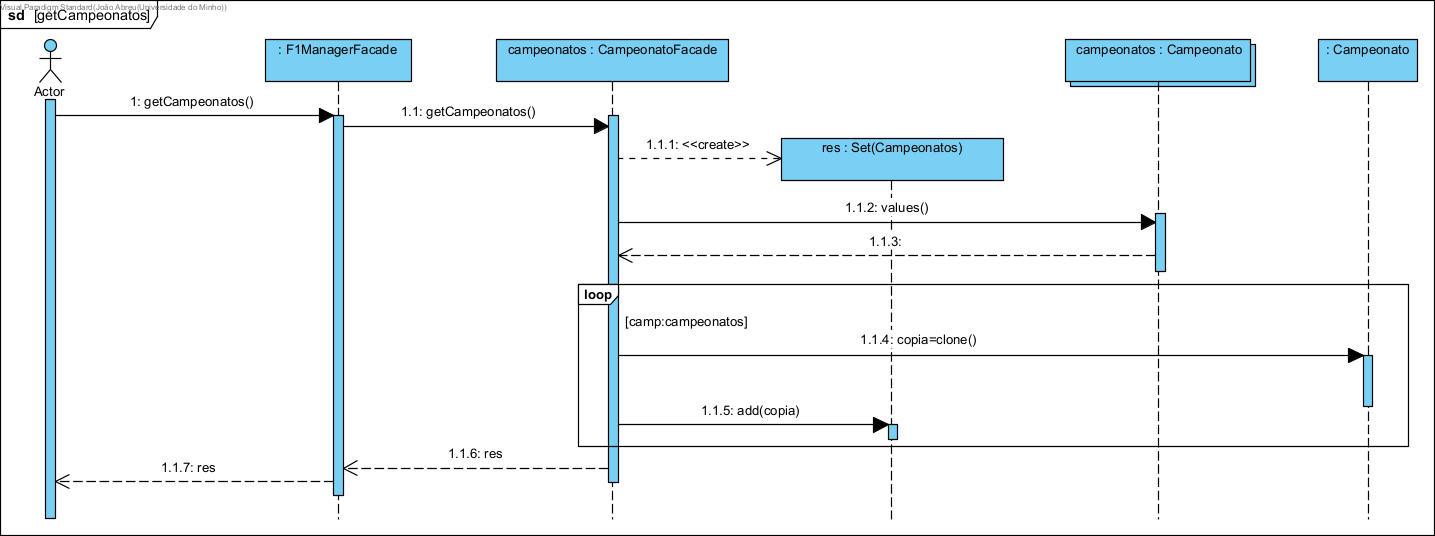 Visual Paradigm Standard(João Abreu(Universidade do Minho))
sd [getCampeonatos]
Actor
: F1ManagerFacade
campeonatos : CampeonatoFacade
campeonatos : Campeonato
: Campeonato
1: getCampeonatos()
1.1: getCampeonatos()
1.1.1: <<create>>
res : Set(Campeonatos)
1.1.2: values()
1.1.3:
loop
[camp:campeonatos]
1.1.4: copia=clone()
1.1.5: add(copia)
1.1.6: res
1.1.7: res